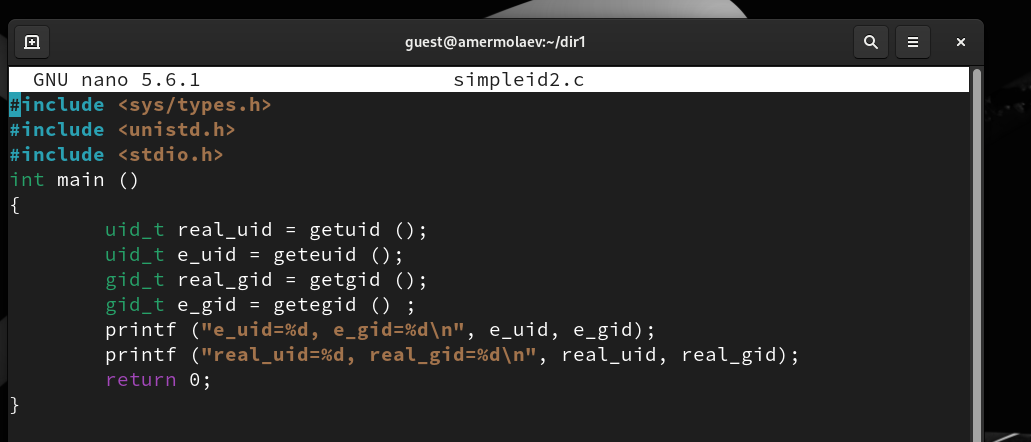 guest@amermolaev:~/dir1
GNU nano 5.6.1 simpleid2.c
#include <sys/types.h>
#include <unistd.h>
#include <stdio.h>
int main ()
{
uid_t real_uid = getuid ();
uid_t e_uid = geteuid ();
gid_t real_gid = getgid ();
gid_t e_gid = getegid () ;
printf ("e_uid=%d, e_gid=%d\n", e_uid, e_gid);
printf ("real_uid=%d, real_gid=%d\n", real_uid, real_gid);
return 0;
}